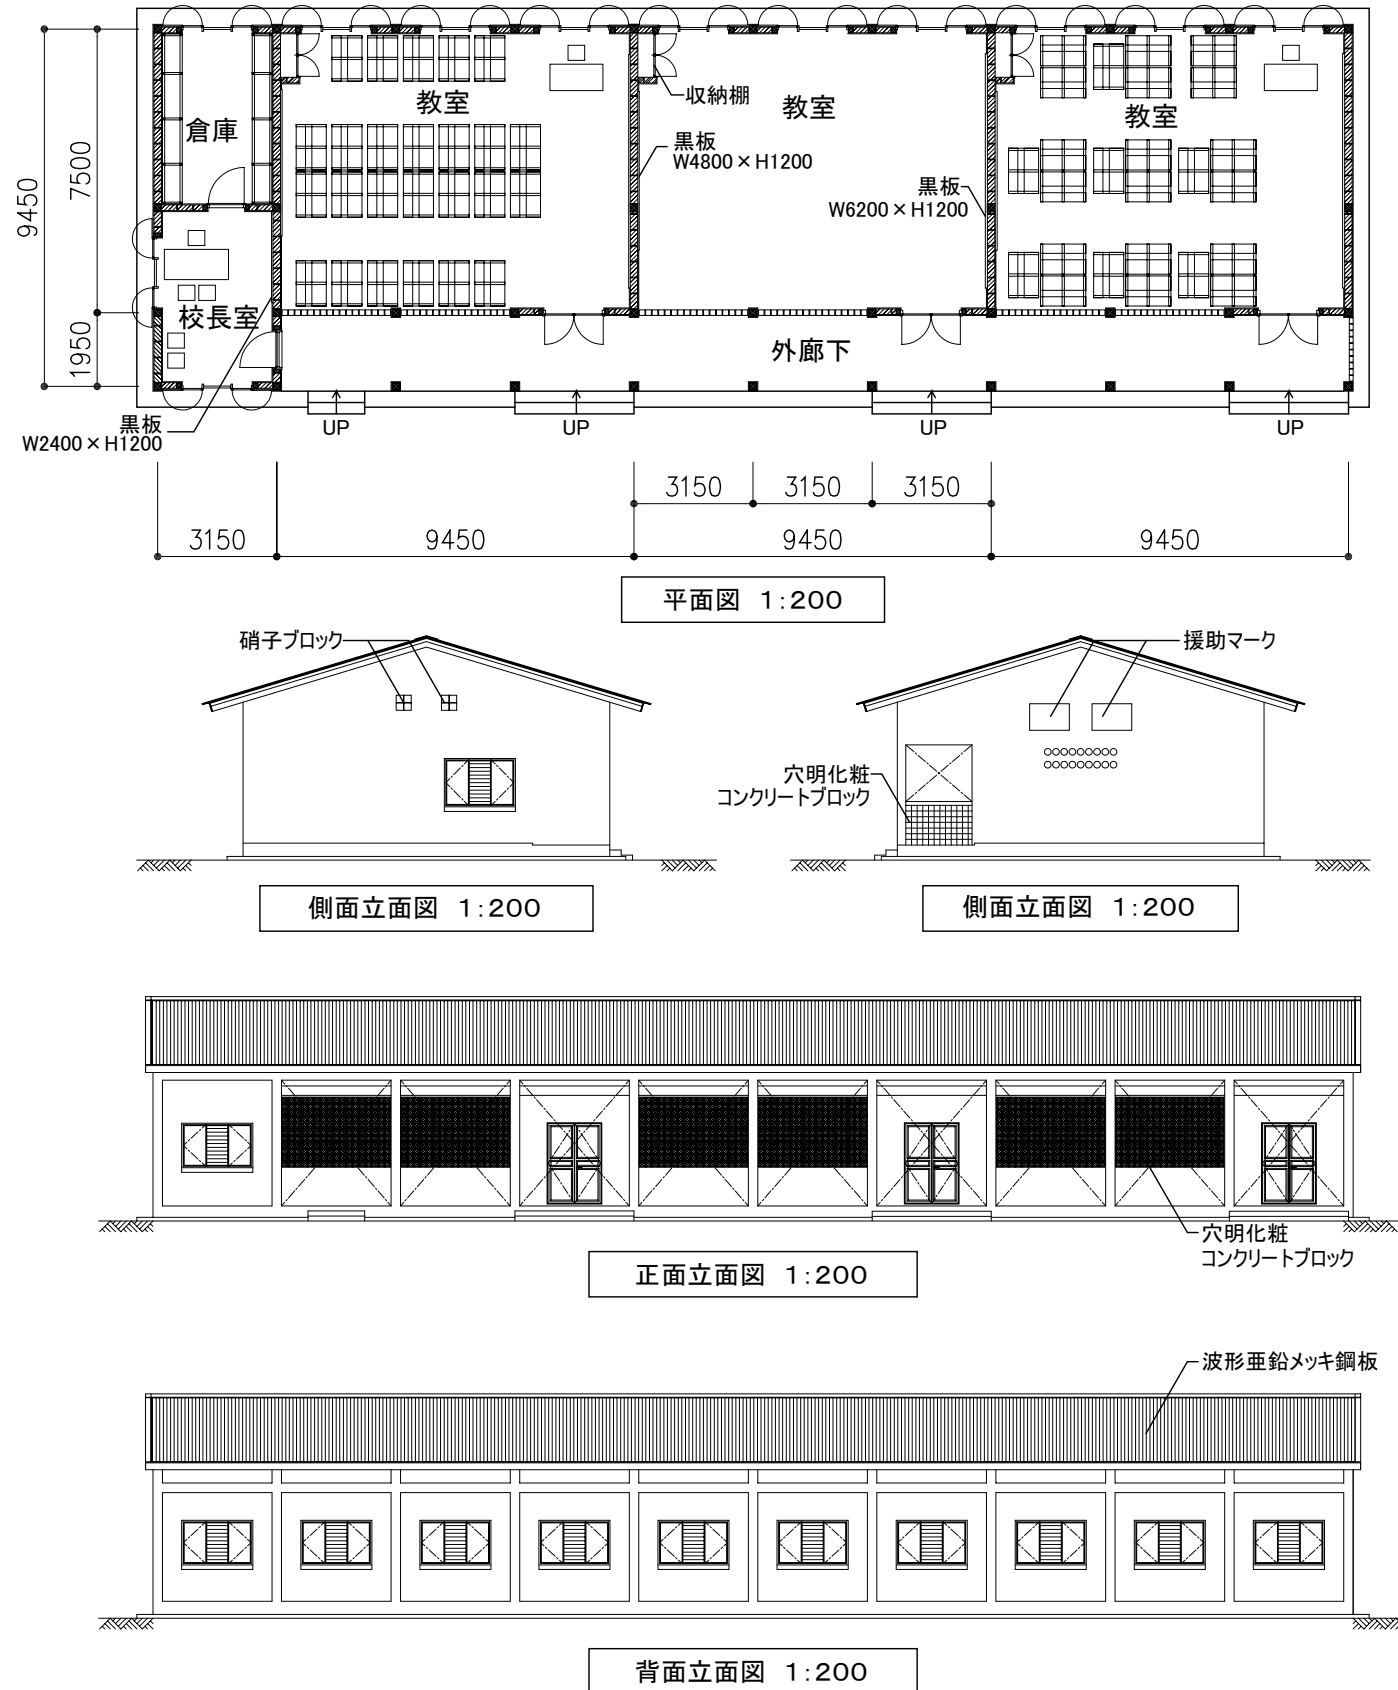 教室
収納棚
教室
教室
倉庫
黒板
W4800×H1200
黒板
W6200×H1200
9450
7500
1950
校長室
外廊下
黒板
W2400×H1200
UP
UP
UP
UP
3150
3150
3150
3150
9450
9450
9450
平面図 1:200
硝子ブロック
援助マーク
穴明化粧
コンクリートブロック
側面立面図 1:200
側面立面図 1:200
穴明化粧
コンクリートブロック
正面立面図 1:200
波形亜鉛メッキ鋼板
背面立面図 1:200